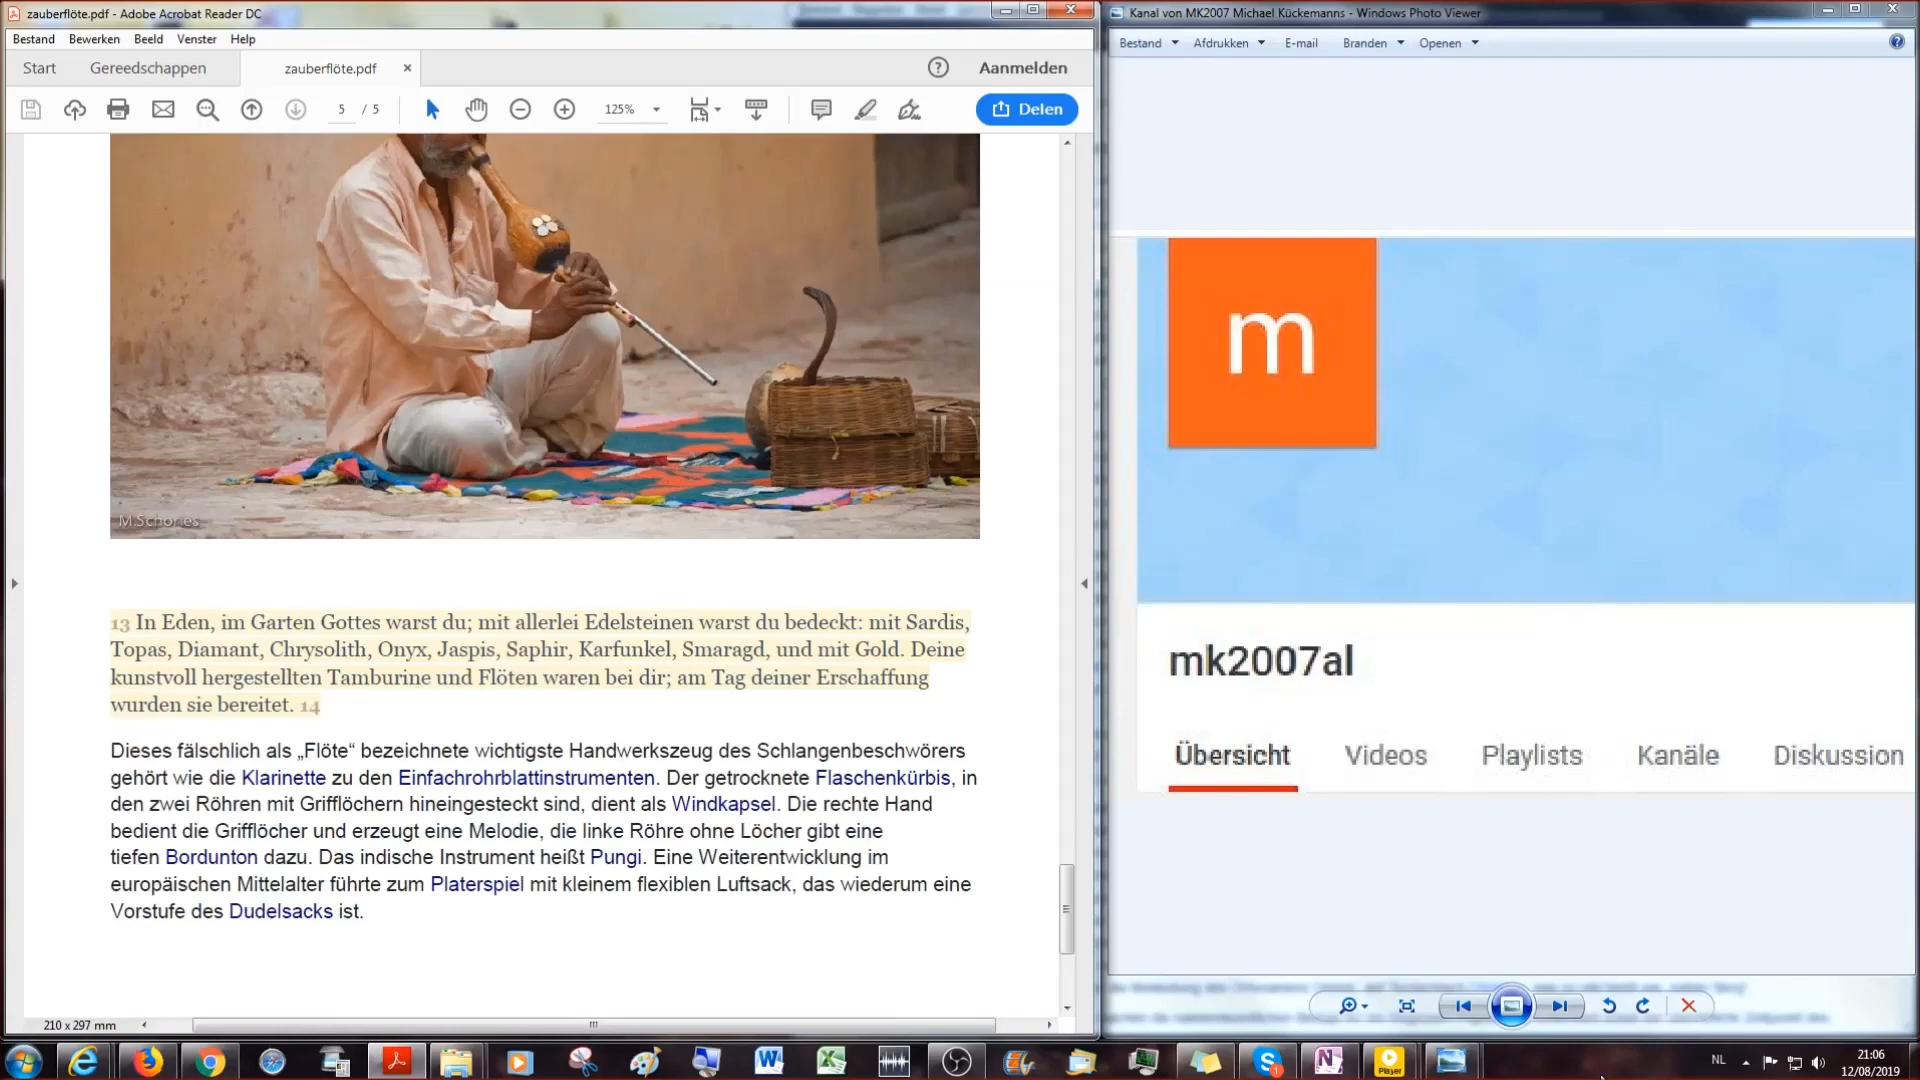 zauberflöte.pdf - Adobe Acrobat Reader DC
Bestand Bewerken Beeld Venster Help
Start Gereedschappen zauberflöte.pdf × ? Aanmelden
5 / 5 125% Delen
M.Schor.es
13 In Eden, im Garten Gottes warst du; mit allerlei Edelsteinen warst du bedeckt: mit Sardis,
Topas, Diamant, Chrysolith, Onyx, Jaspis, Saphir, Karfunkel, Smaragd, und mit Gold. Deine
kunstvoll hergestellten Tamburine und Flöten waren bei dir; am Tag deiner Erschaffung
wurden sie bereitet. 14
Dieses fälschlich als „Flöte“ bezeichnete wichtigste Handwerkszeug des Schlangenbeschwörers
gehört wie die Klarinette zu den Einfachrohrblattinstrumenten. Der getrocknete Flaschenkürbis, in
den zwei Röhren mit Grifflöchern hineingesteckt sind, dient als Windkapsel. Die rechte Hand
bedient die Grifflöcher und erzeugt eine Melodie, die linke Röhre ohne Löcher gibt eine
tiefen Bordunton dazu. Das indische Instrument heißt Pungi. Eine Weiterentwicklung im
europäischen Mittelalter führte zum Platerspiel mit kleinem flexiblen Luftsack, das wiederum eine
Vorstufe des Dudelsacks ist.
210 x 297 mm
Kanal von MK2007 Michael Kückemanns - Windows Photo Viewer
Bestand Afdrukken E-mail Branden Openen
m
mk2007al
Übersicht Videos Playlists Kanäle Diskussion
NL 21:06
12/08/2019